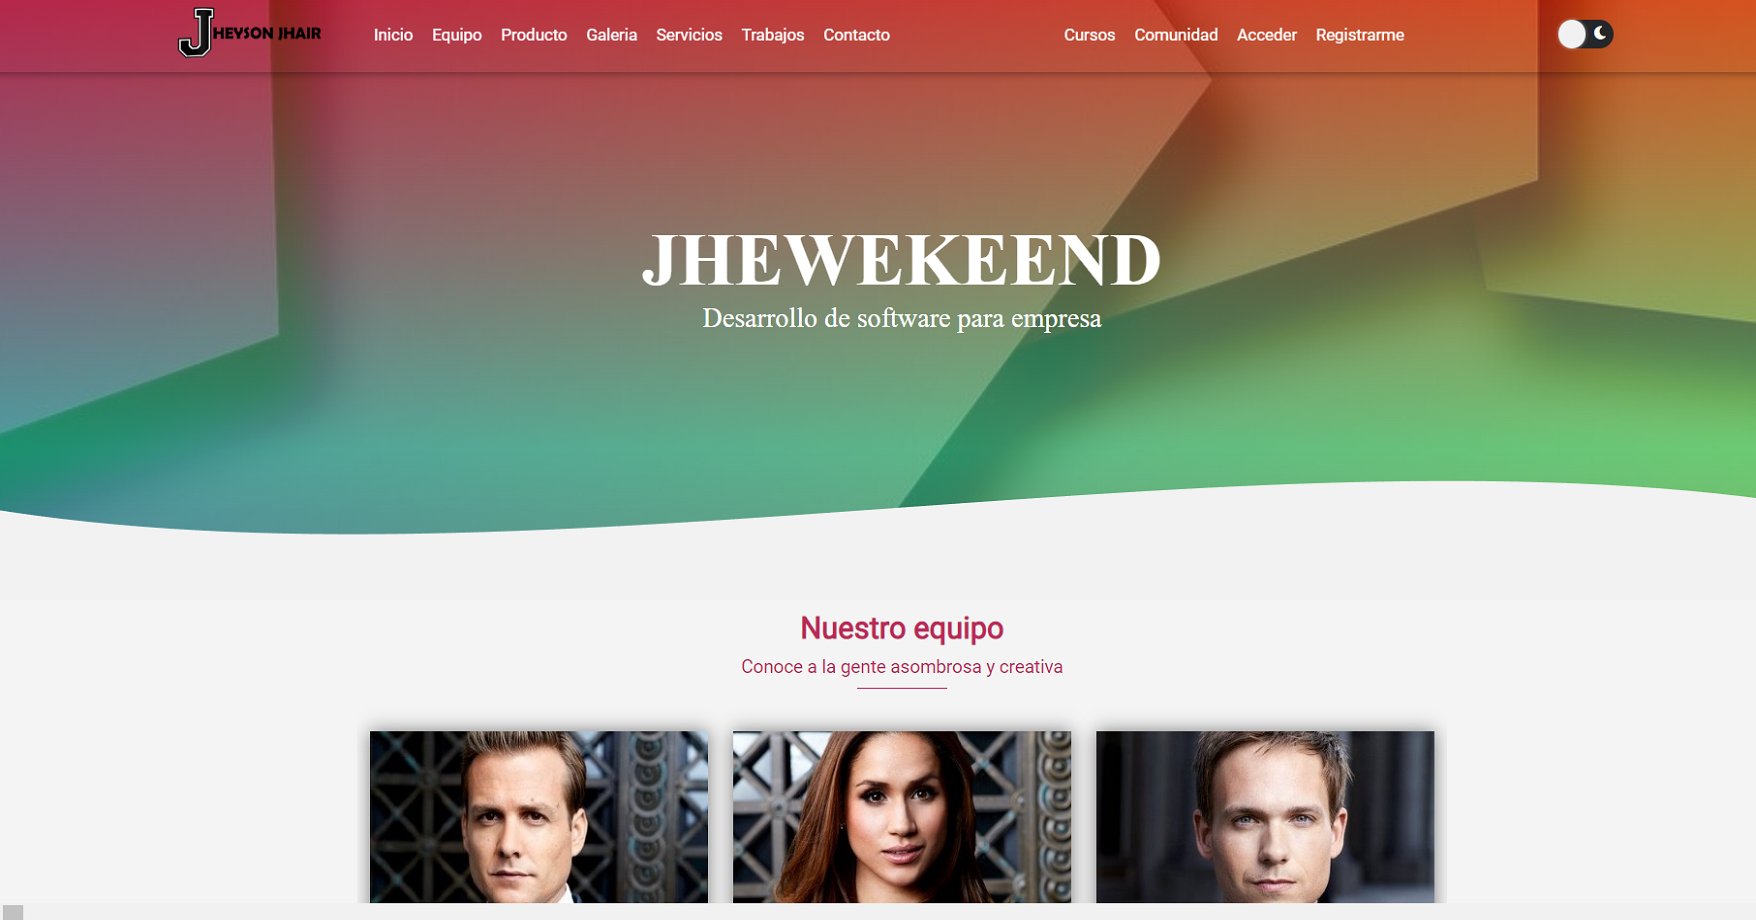 JHEYSON JHAIR
Inicio Equipo Producto Galeria Servicios Trabajos Contacto Cursos Comunidad Acceder Registrarme
JHEWEKEEND
Desarrollo de software para empresa
Nuestro equipo
Conoce a la gente asombrosa y creativa